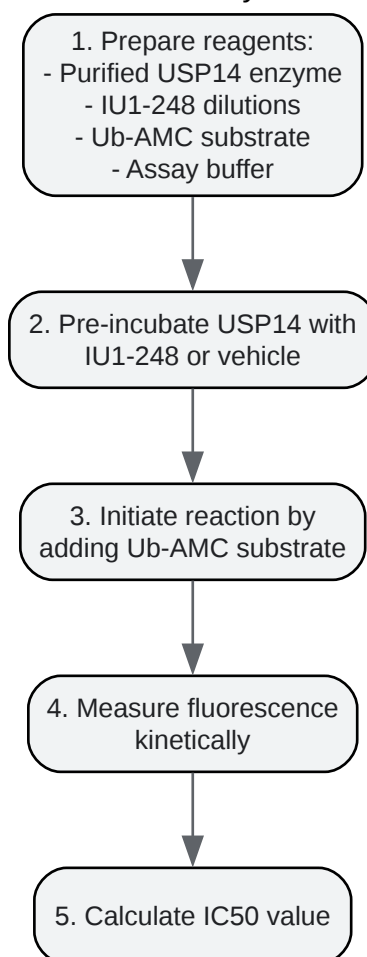 1. Prepare reagents:
- Purified USP14 enzyme
- IU1-248 dilutions
- Ub-AMC substrate
- Assay buffer
2. Pre-incubate USP14 with
IU1-248 or vehicle
3. Initiate reaction by
adding Ub-AMC substrate
4. Measure fluorescence
kinetically
5. Calculate IC50 value